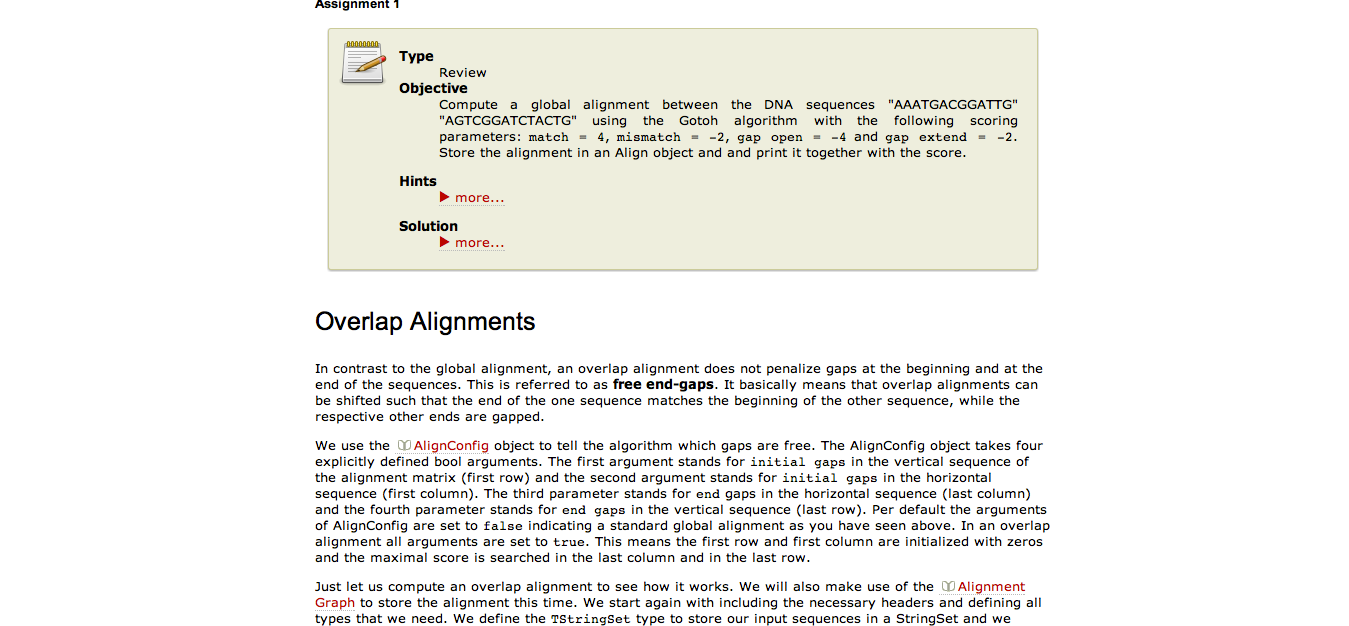 Assignment 1
Type
Review
Objective
Compute a global alignment between the DNA sequences "AAATGACGGATTG"
"AGTCGGATCTACTG" using the Gotoh algorithm with the following scoring
parameters: match = 4, mismatch = -2, gap open = -4 and gap extend = -2.
Store the alignment in an Align object and and print it together with the score.
Hints
more...
Solution
more...
Overlap Alignments
In contrast to the global alignment, an overlap alignment does not penalize gaps at the beginning and at the
end of the sequences. This is referred to as free end-gaps. It basically means that overlap alignments can
be shifted such that the end of the one sequence matches the beginning of the other sequence, while the
respective other ends are gapped.
We use the AlignConfig object to tell the algorithm which gaps are free. The AlignConfig object takes four
explicitly defined bool arguments. The first argument stands for initial gaps in the vertical sequence of
the alignment matrix (first row) and the second argument stands for initial gaps in the horizontal
sequence (first column). The third parameter stands for end gaps in the horizontal sequence (last column)
and the fourth parameter stands for end gaps in the vertical sequence (last row). Per default the arguments
of AlignConfig are set to false indicating a standard global alignment as you have seen above. In an overlap
alignment all arguments are set to true. This means the first row and first column are initialized with zeros
and the maximal score is searched in the last column and in the last row.
Just let us compute an overlap alignment to see how it works. We will also make use of the Alignment
Graph to store the alignment this time. We start again with including the necessary headers and defining all
types that we need. We define the TStringSet type to store our input sequences in a StringSet and we